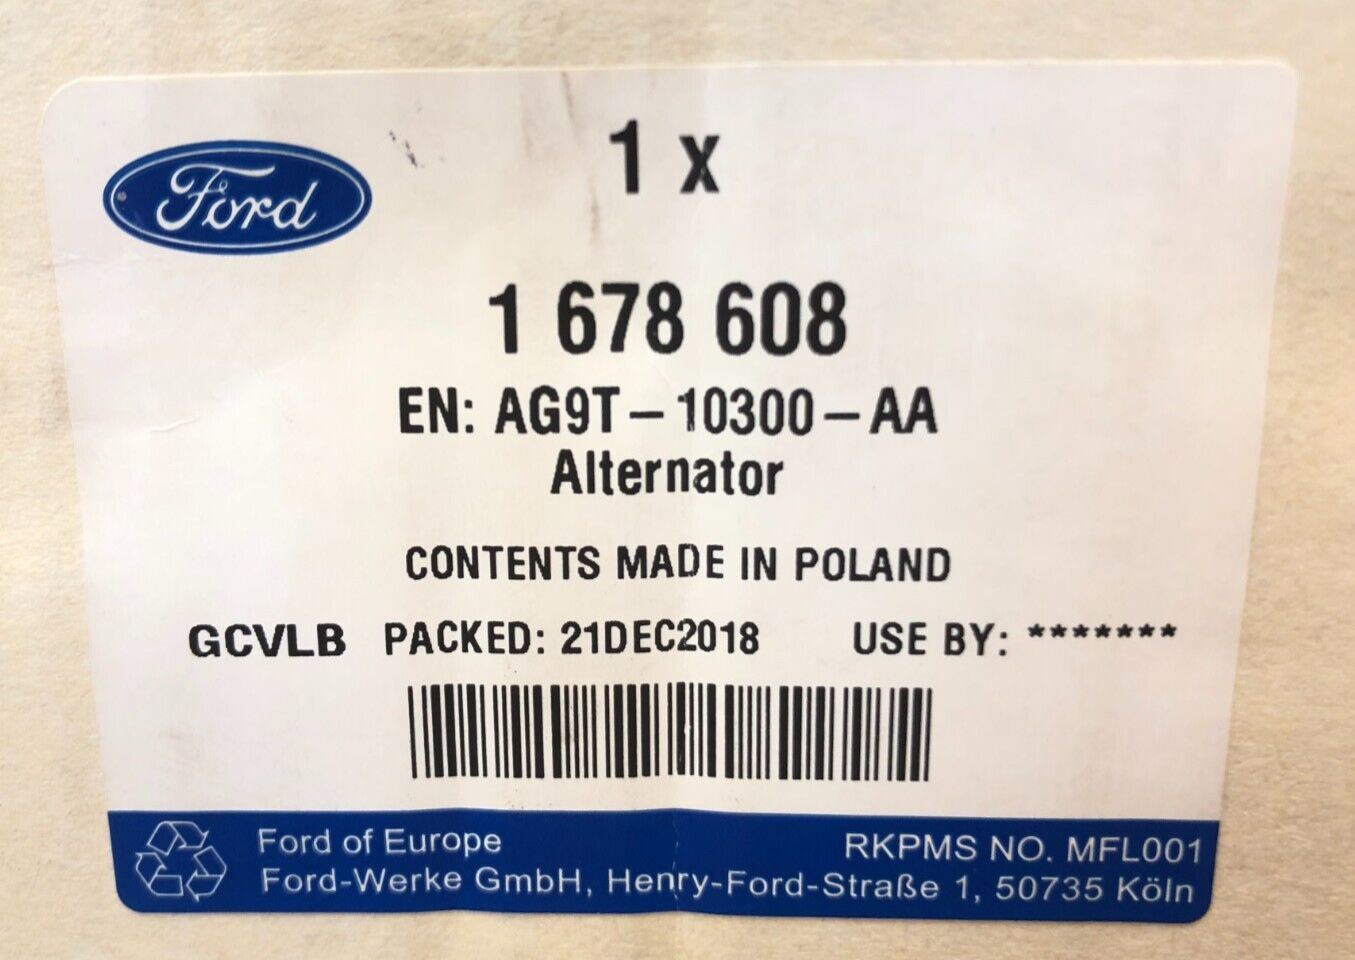 Ford
1 x
1 678 608
EN: AG9T-10300-AA
Alternator
CONTENTS MADE IN POLAND
GCVLB PACKED: 21DEC2018 USE BY: *******
Ford of Europe RKPMS NO. MFL001
Ford-Werke GmbH, Henry-Ford-Straße 1, 50735 Köln